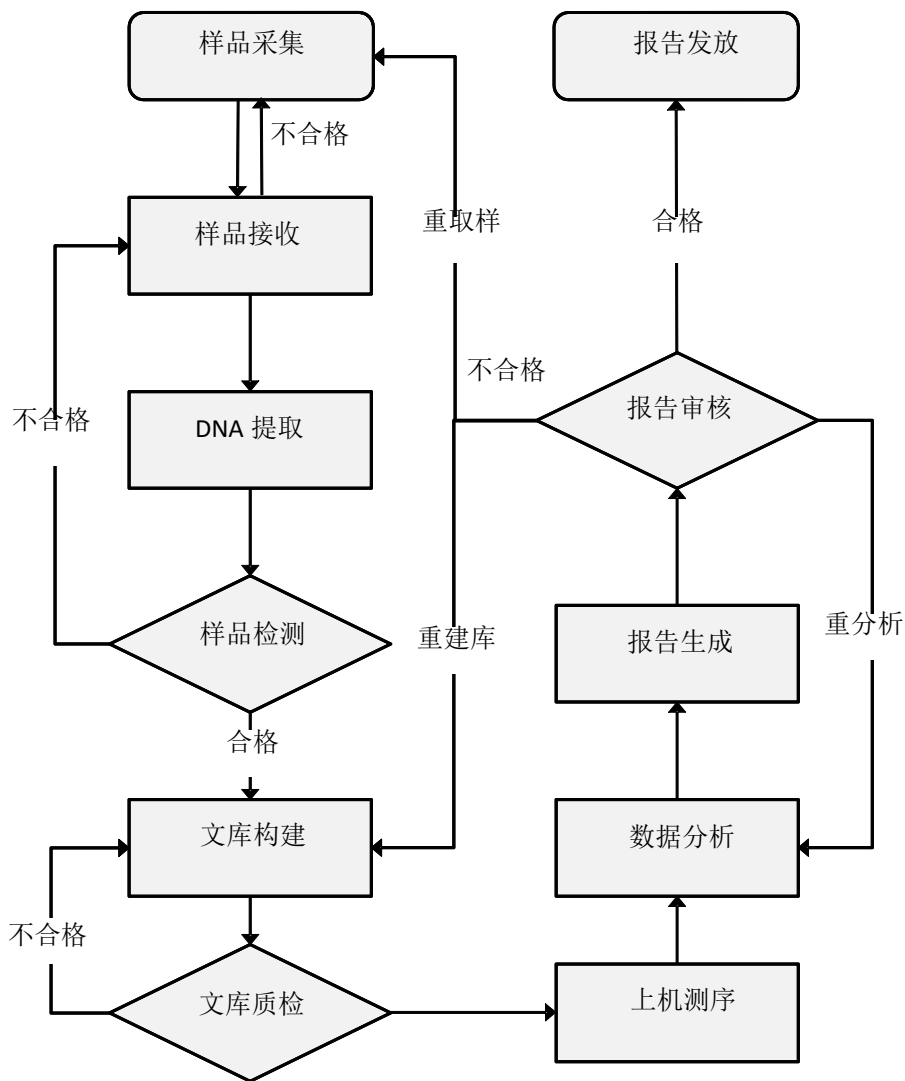 样品采集
报告发放
不合格
样品接收
重取样
合格
不合格
不合格
DNA 提取
报告审核
样品检测
重建库
报告生成
重分析
合格
文库构建
数据分析
不合格
文库质检
上机测序